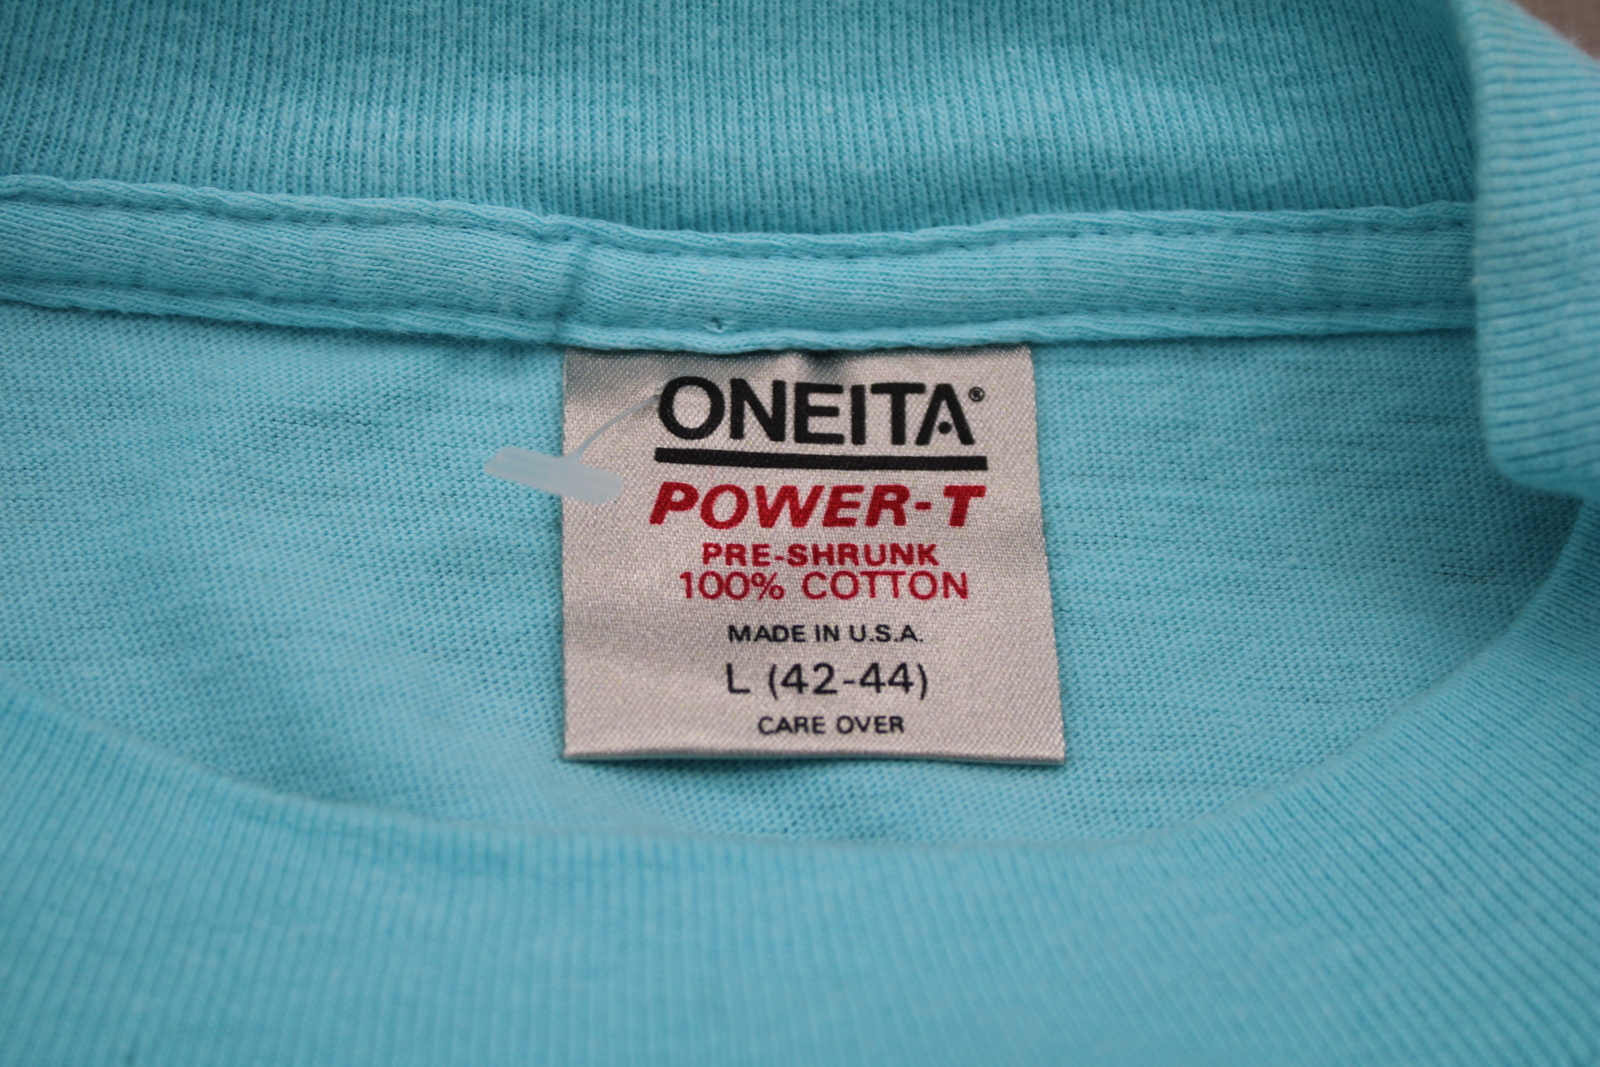 ONEITA®
POWER-T
PRE-SHRUNK
100% COTTON
MADE IN U.S.A.
L (42-44)
CARE OVER